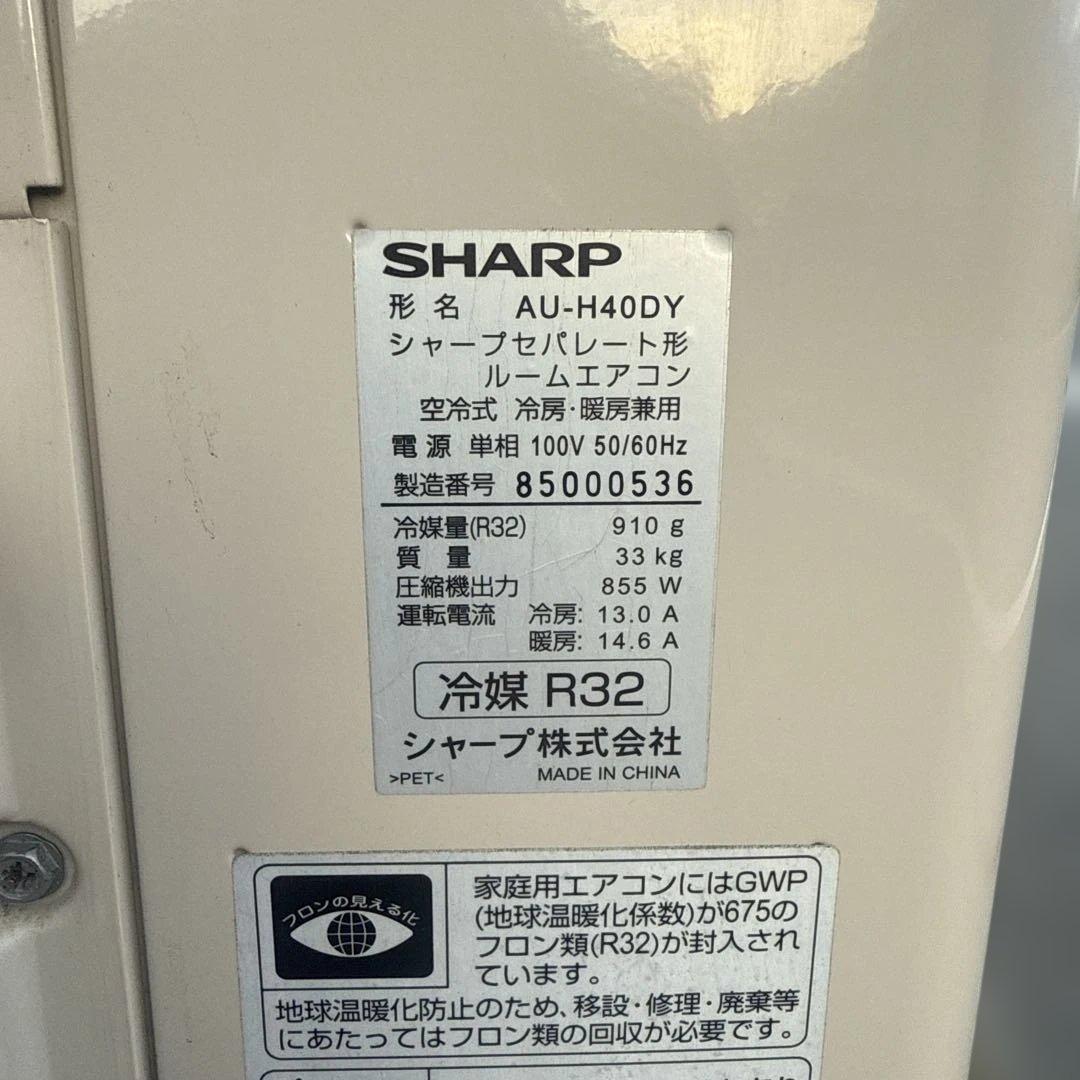 SHARP
形名 AU-H40DY
シャープセパレート形
ルームエアコン
空冷式 冷房・暖房兼用
電源 単相 100V 50/60Hz
製造番号 85000536
冷媒量(R32) 910 g
質量 33 kg
圧縮機出力 855 W
運転電流 冷房: 13.0 A
暖房: 14.6 A
冷媒 R32
シャープ株式会社
>PET< MADE IN CHINA
フロンの見える化
家庭用エアコンにはGWP
(地球温暖化係数)が675の
フロン類(R32)が封入され
ています。
地球温暖化防止のため、移設・修理・廃棄等
にあたってはフロン類の回収が必要です。